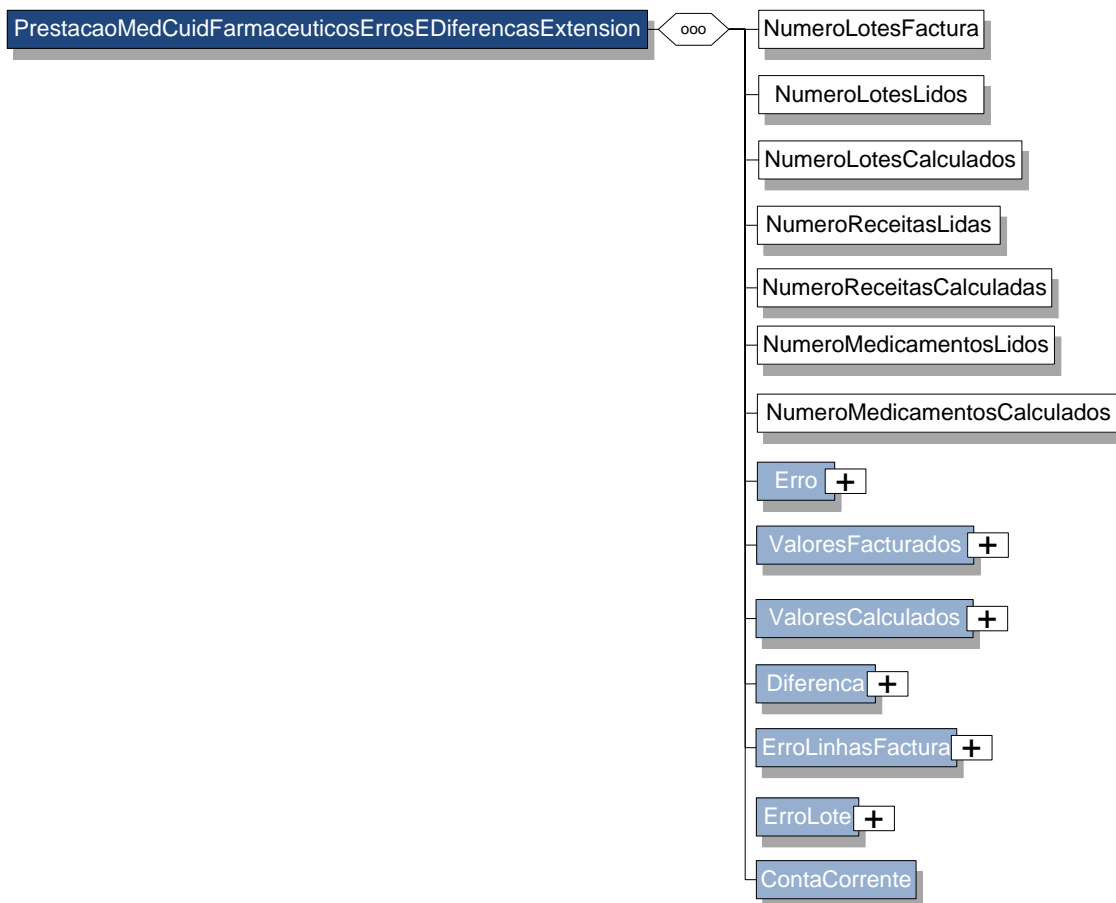 PrestacaoMedCuidFarmaceuticosErrosEDiferencasExtension
ooo
NumeroLotesFactura
NumeroLotesLidos
NumeroLotesCalculados
NumeroReceitasLidas
NumeroReceitasCalculadas
NumeroMedicamentosLidos
NumeroMedicamentosCalculados
Erro +
ValoresFacturados +
ValoresCalculados +
Diferenca +
ErroLinhasFactura +
ErroLote +
ContaCorrente